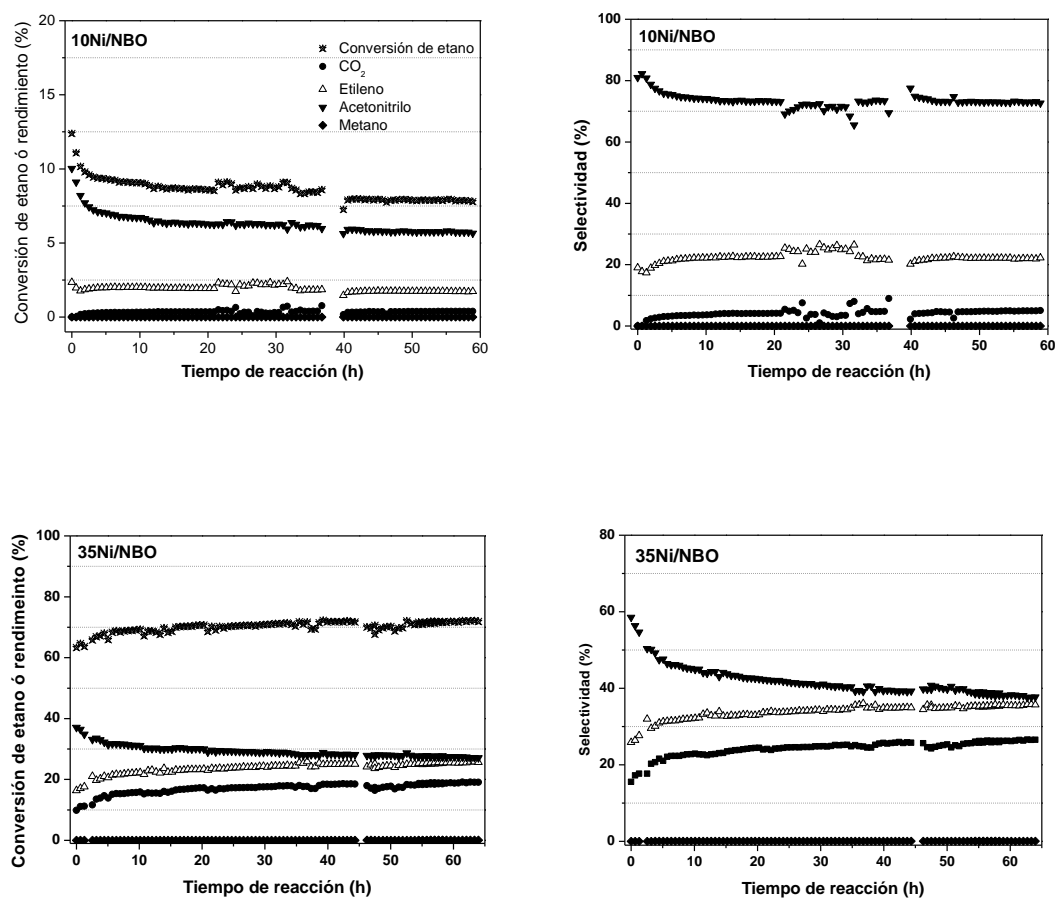 10Ni/NBO
Conversión de etano
CO2
Etileno
Acetonitrilo
Metano
Conversión de etano ó rendimiento (%)
20
15
10
5
0
0 10 20 30 40 50 60
Tiempo de reacción (h)
10Ni/NBO
Selectividad (%)
100
80
60
40
20
0
0 10 20 30 40 50 60
Tiempo de reacción (h)
35Ni/NBO
Conversión de etano ó rendimeinto (%)
100
80
60
40
20
0
0 10 20 30 40 50 60
Tiempo de reacción (h)
35Ni/NBO
Selectividad (%)
80
60
40
20
0
0 10 20 30 40 50 60
Tiempo de reacción (h)